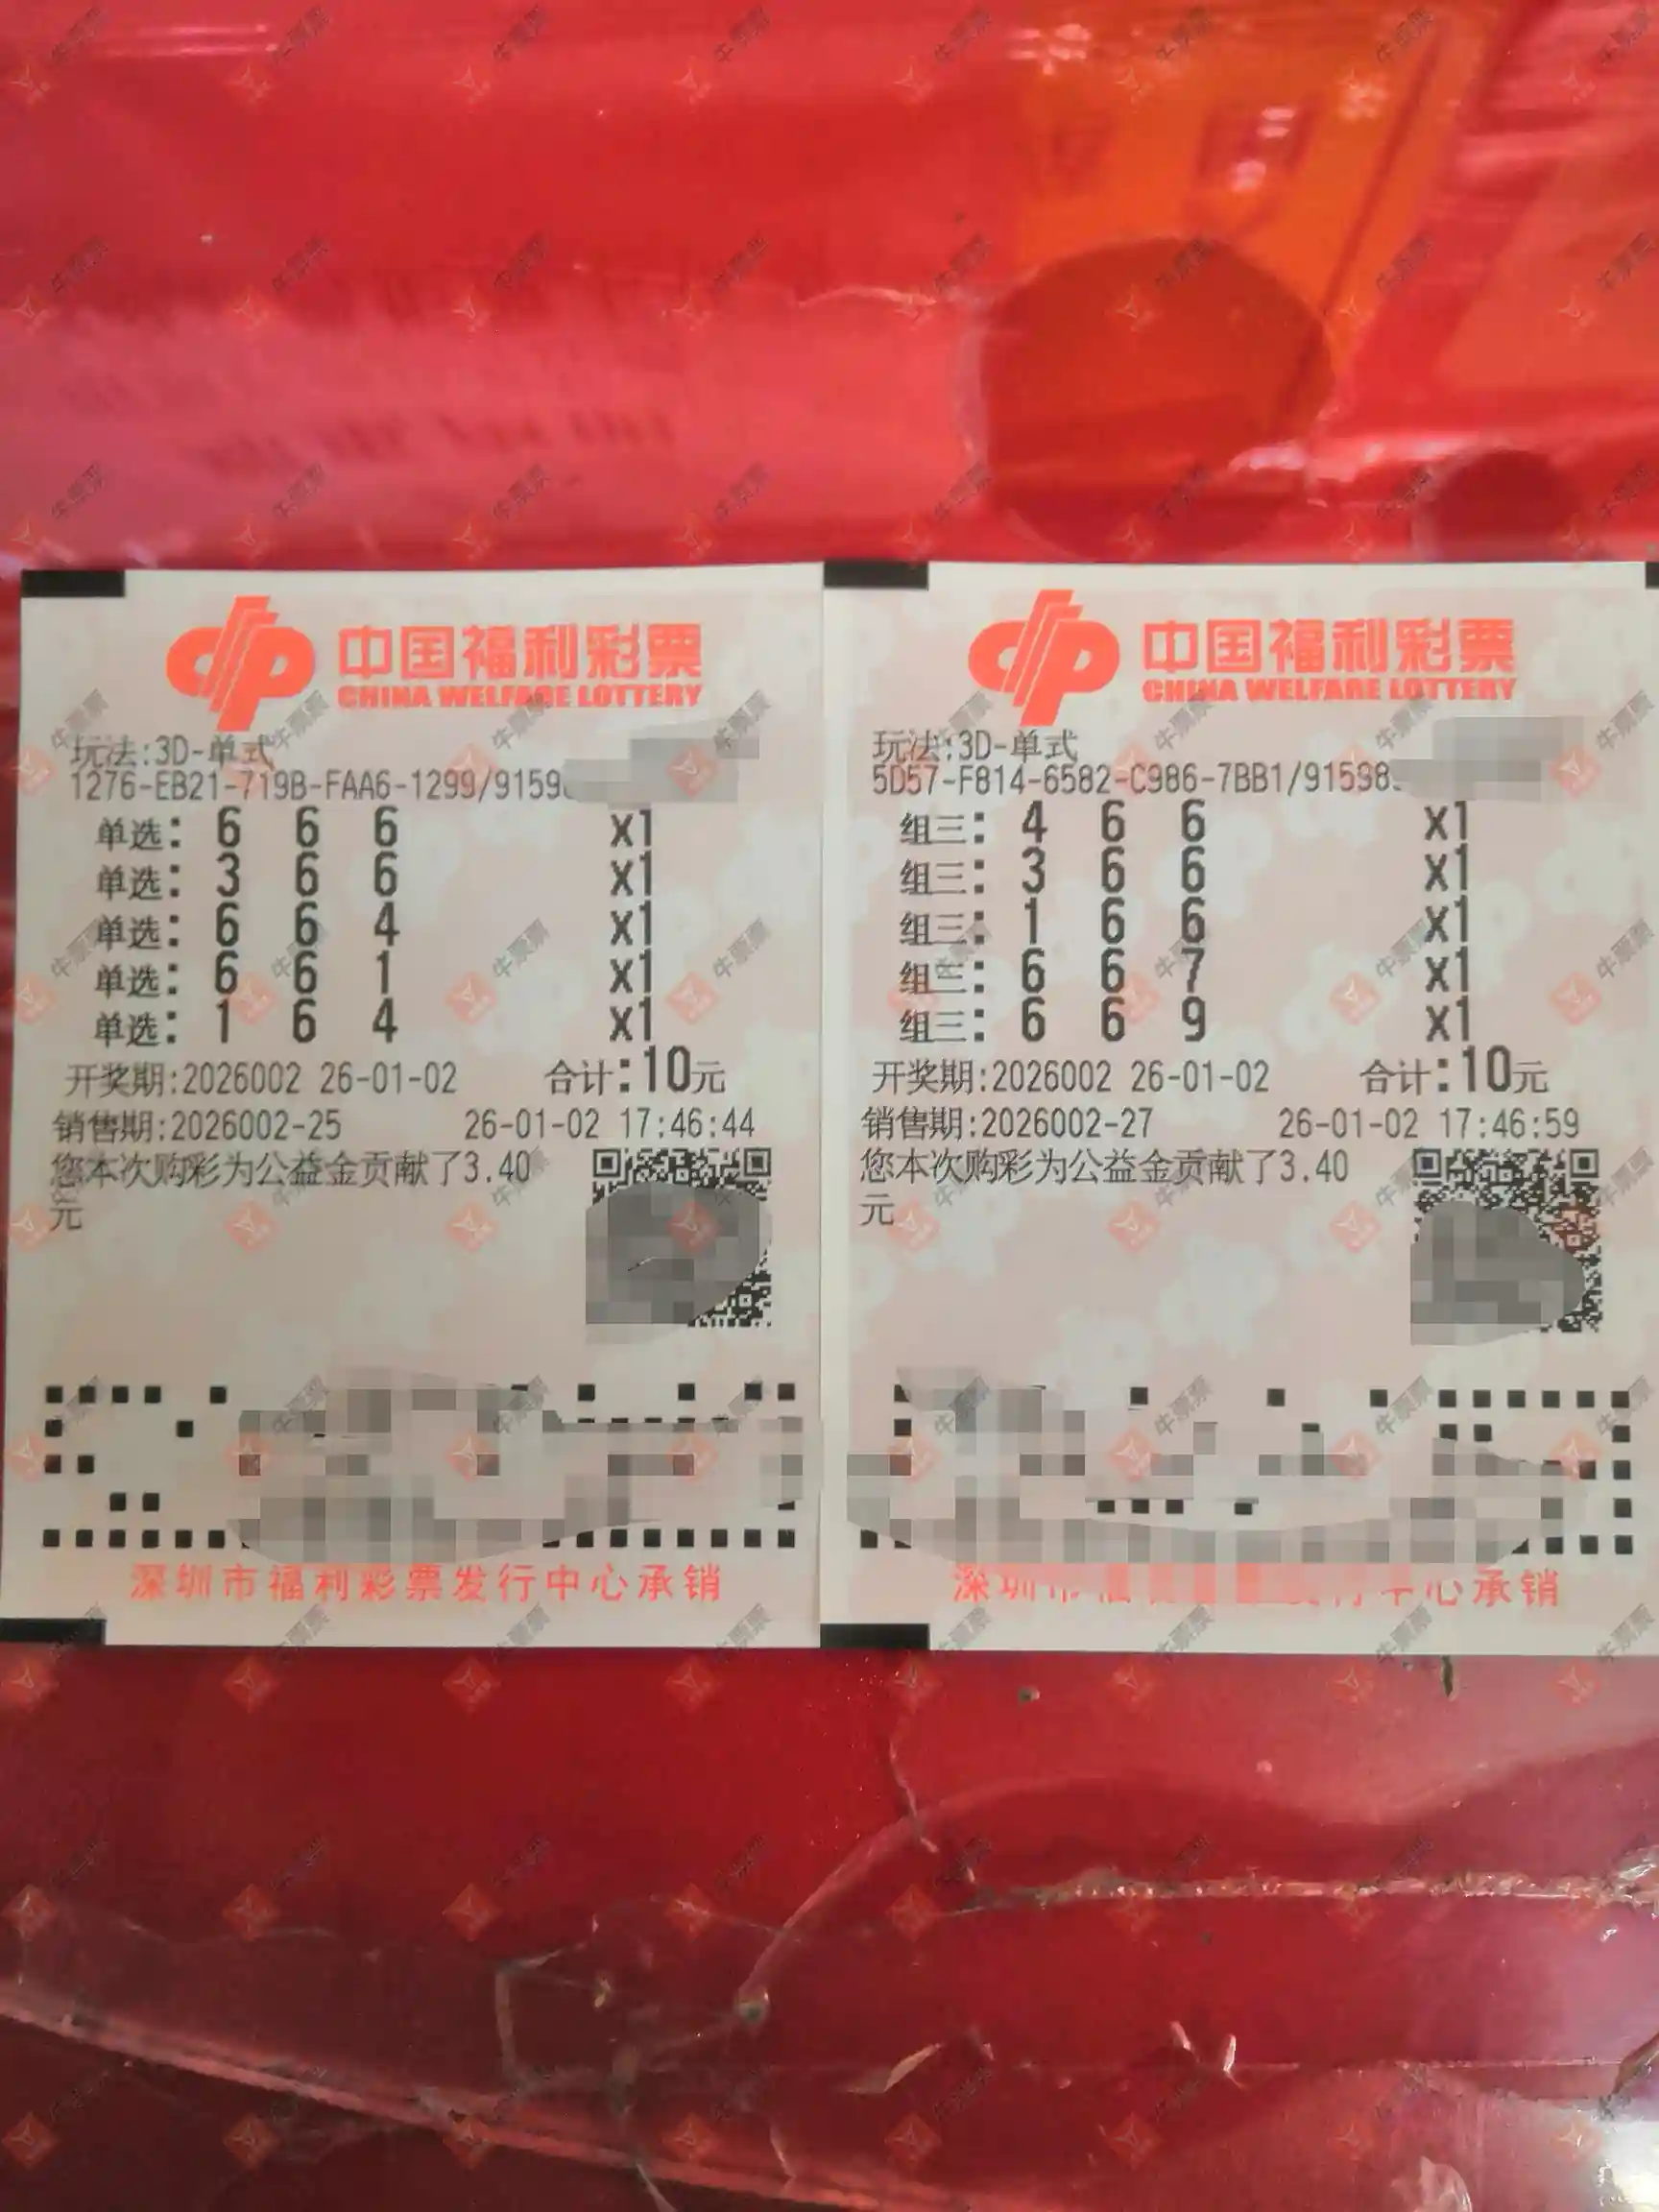 中国福利彩票
CHINA WELFARE LOTTERY
玩法:3D-单式
1276-EB21-719B-FAA6-1299/9159
单选: 6 6 6 x1
单选: 3 6 6 x1
单选: 6 6 4 x1
单选: 6 6 1 x1
单选: 1 6 4 x1
开奖期:2026002 26-01-02 合计:10元
销售期:2026002-25 26-01-02 17:46:44
您本次购彩为公益金贡献了3.40
元
深圳市福利彩票发行中心承销
中国福利彩票
CHINA WELFARE LOTTERY
玩法:3D-单式
5D57-F814-6582-C986-7BB1/91598
组三: 4 6 6 x1
组三: 3 6 6 x1
组三: 1 6 6 x1
组三: 6 6 7 x1
组三: 6 6 9 x1
开奖期:2026002 26-01-02 合计:10元
销售期:2026002-27 26-01-02 17:46:59
您本次购彩为公益金贡献了3.40
元
深圳 心承销
牛票票